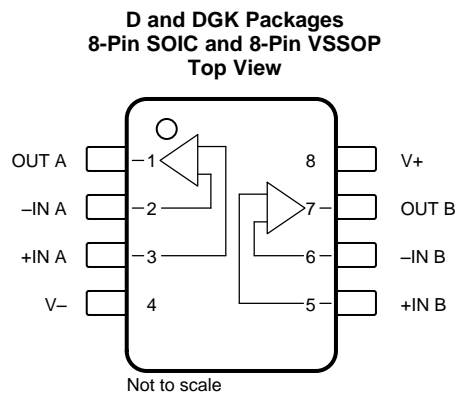 D and DGK Packages
8-Pin SOIC and 8-Pin VSSOP
Top View
OUT A 1 8 V+
–IN A 2 7 OUT B
+IN A 3 6 –IN B
V– 4 5 +IN B
Not to scale